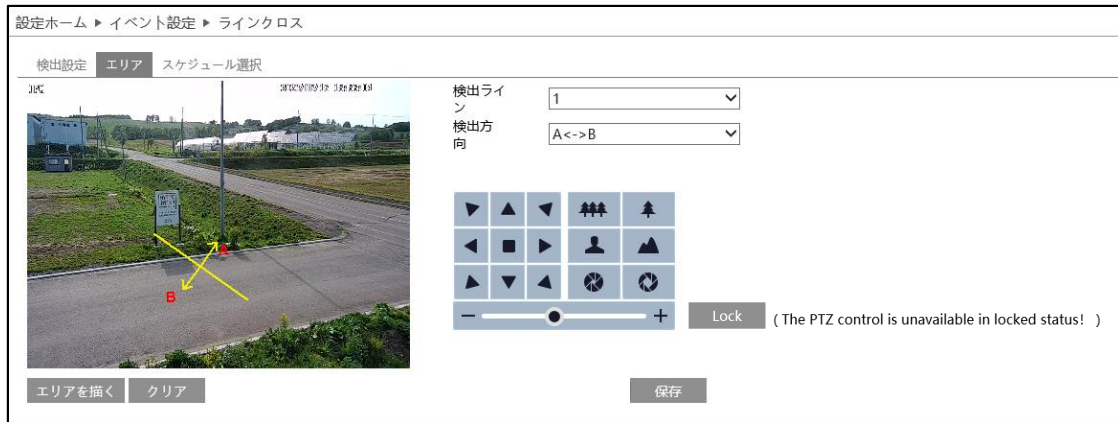 設定ホーム ▶ イベント設定 ▶ ラインクロス
検出設定 エリア スケジュール選択
検出ライ
ン
1
検出方
向
A<->B
A
B
Lock
( The PTZ control is unavailable in locked status! )
エリアを描く クリア
保存